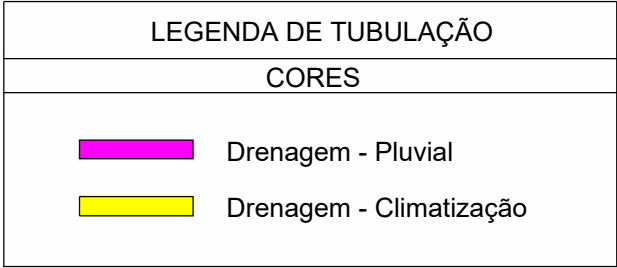 LEGENDA DE TUBULAÇÃO
CORES
Drenagem - Pluvial
Drenagem - Climatização